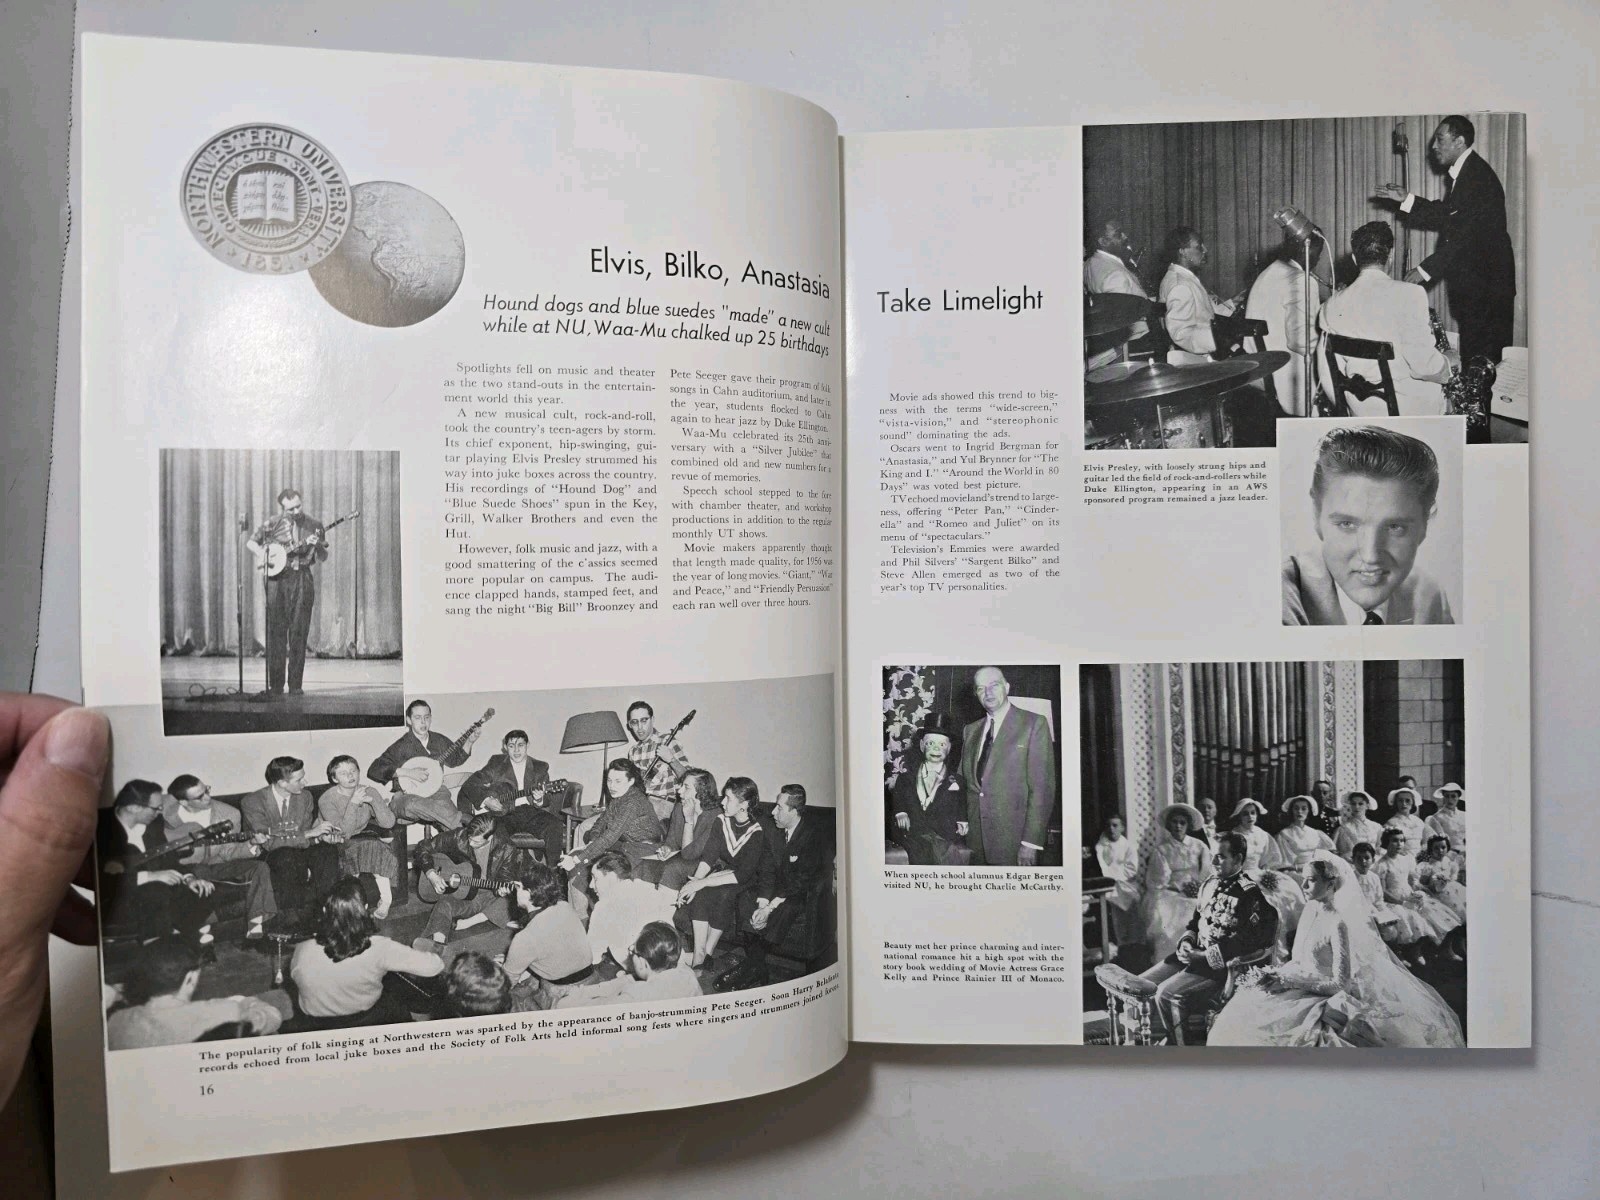 NORTHWESTERN UNIVERSITY
QUAECUMQUE · SUNT · VERA
1851
Elvis, Bilko, Anastasia
Hound dogs and blue suedes "made" a new cult
while at NU, Waa-Mu chalked up 25 birthdays
Spotlights fell on music and theater
as the two stand-outs in the entertain-
ment world this year.
A new musical cult, rock-and-roll,
took the country's teen-agers by storm.
Its chief exponent, hip-swinging, gui-
tar playing Elvis Presley strummed his
way into juke boxes across the country.
His recordings of "Hound Dog" and
"Blue Suede Shoes" spun in the Key,
Grill, Walker Brothers and even the
Hut.
However, folk music and jazz, with a
good smattering of the c'assics seemed
more popular on campus. The audi-
ence clapped hands, stamped feet, and
sang the night "Big Bill" Broonzey and
Pete Seeger gave their program of folk
songs in Cahn auditorium, and later in
the year, students flocked to Cahn
again to hear jazz by Duke Ellington.
Waa-Mu celebrated its 25th anni-
versary with a "Silver Jubilee" that
combined old and new numbers for a
revue of memories.
Speech school stepped to the fore
with chamber theater, and workshop
productions in addition to the regular
monthly UT shows.
Movie makers apparently thought
that length made quality, for 1956 was
the year of long movies. "Giant," "War
and Peace," and "Friendly Persuasion"
each ran well over three hours.
The popularity of folk singing at Northwestern was sparked by the appearance of banjo-strumming Pete Seeger. Soon Harry Belafonte
records echoed from local juke boxes and the Society of Folk Arts held informal song fests where singers and strummers joined forces
16
Take Limelight
Movie ads showed this trend to big-
ness with the terms "wide-screen,"
"vista-vision," and "stereophonic
sound" dominating the ads.
Oscars went to Ingrid Bergman for
"Anastasia," and Yul Brynner for "The
King and I." "Around the World in 80
Days" was voted best picture.
TV echoed movieland's trend to large-
ness, offering "Peter Pan," "Cinder-
ella" and "Romeo and Juliet" on its
menu of "spectaculars."
Television's Emmies were awarded
and Phil Silvers' "Sargent Bilko" and
Steve Allen emerged as two of the
year's top TV personalities.
Elvis Presley, with loosely strung hips and
guitar led the field of rock-and-rollers while
Duke Ellington, appearing in an AWS
sponsored program remained a jazz leader.
When speech school alumnus Edgar Bergen
visited NU, he brought Charlie McCarthy.
Beauty met her prince charming and inter-
national romance hit a high spot with the
story book wedding of Movie Actress Grace
Kelly and Prince Rainier III of Monaco.